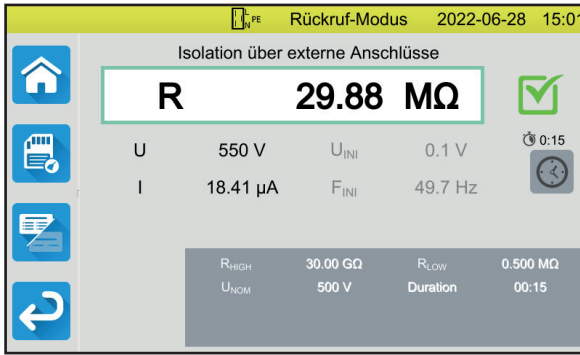 L
N PE Rückruf-Modus 2022-06-28 15:01
Isolation über externe Anschlüsse
R 29.88 MΩ
0:15
U 550 V UINI 0.1 V
I 18.41 µA FINI 49.7 Hz
RHIGH 30.00 GΩ RLOW 0.500 MΩ
UNOM 500 V Duration 00:15